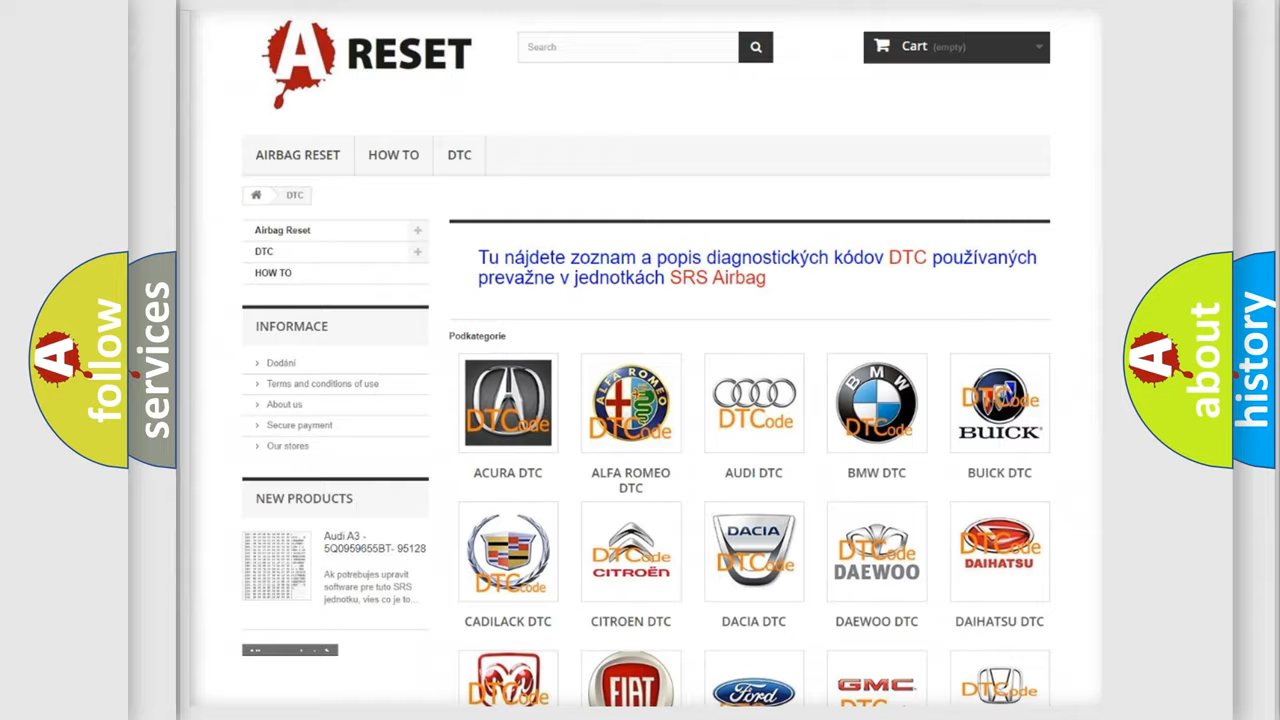 A RESET
Search
Cart (empty)
AIRBAG RESET
HOW TO
DTC
DTC
Airbag Reset
DTC
HOW TO
INFORMACE
Dodání
Terms and conditions of use
About us
Secure payment
Our stores
NEW PRODUCTS
Audi A3 -
5Q0959655BT- 95128
Ak potrebujes upravit
software pre tuto SRS
jednotku, vies co je to...
Tu nájdete zoznam a popis diagnostických kódov DTC používaných
prevažne v jednotkách SRS Airbag
Podkategorie
DTCode
ALFA ROMEO
DTCode
DTCode
BMW
DTCode
DTCode
BUICK
ACURA DTC
ALFA ROMEO
DTC
AUDI DTC
BMW DTC
BUICK DTC
DTCode
DTCode
CITROËN
DACIA
DTCode
DTCode
DAEWOO
DTCode
DAIHATSU
CADILACK DTC
CITROEN DTC
DACIA DTC
DAEWOO DTC
DAIHATSU DTC
DTCode
FIAT
Ford
GMC
DTCode
A follow
services
A about
history